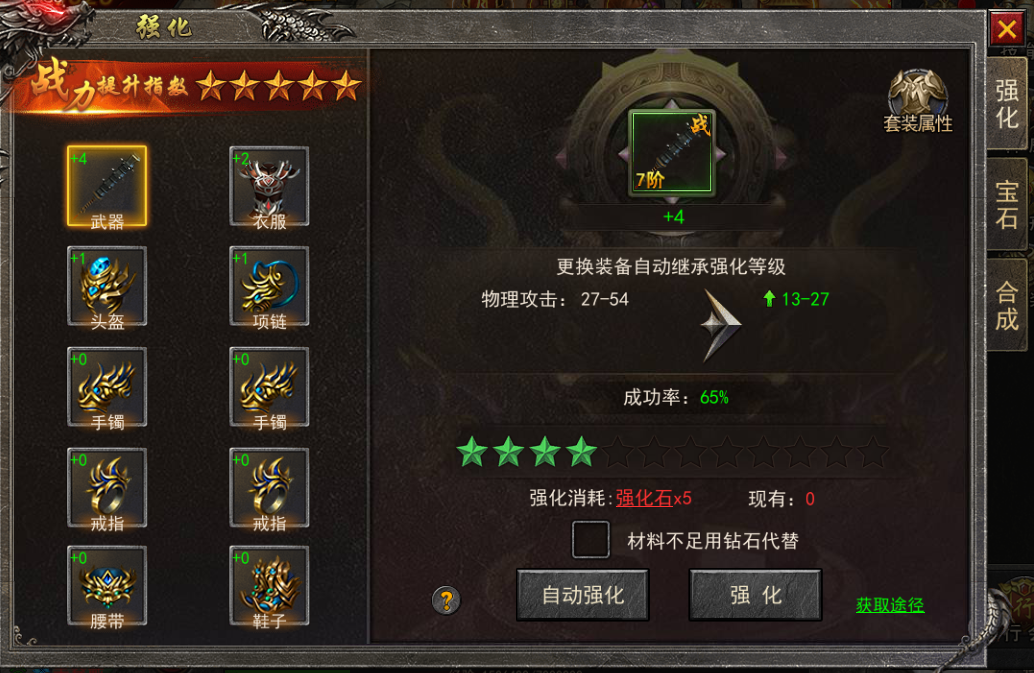 强化
战力提升指数
+4
武器
+2
衣服
+1
头盔
+1
项链
+0
手镯
+0
手镯
+0
戒指
+0
戒指
+0
腰带
+0
鞋子
战
7阶
+4
套装属性
更换装备自动继承强化等级
物理攻击：27-54
13-27
成功率：65%
强化消耗:强化石x5
现有：0
材料不足用钻石代替
?
自动强化
强 化
获取途径
强化
宝石
合成